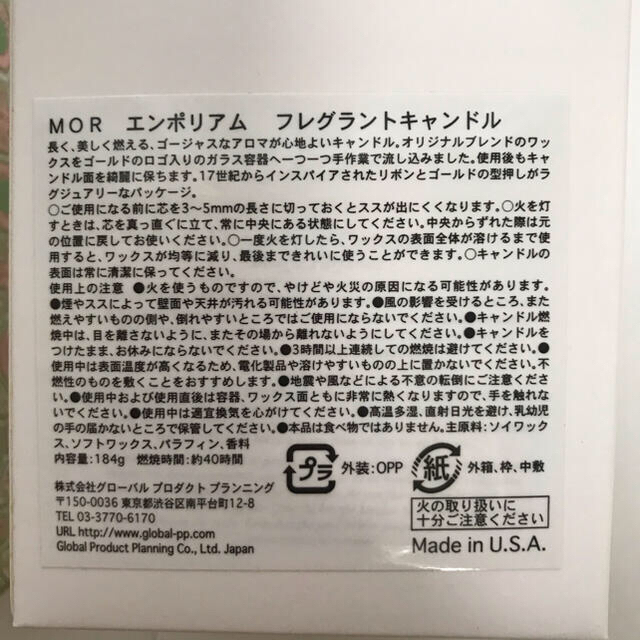 MOR エンポリアム フレグラントキャンドル
長く、美しく燃える、ゴージャスなアロマが心地よいキャンドル。オリジナルブレンドのワッ
クスをゴールドのロゴ入りのガラス容器へ一つ一つ手作業で流し込みました。使用後もキャ
ンドル面を綺麗に保ちます。17世紀からインスパイアされたリボンとゴールドの型押しがラ
グジュアリーなパッケージ。
○ご使用になる前に芯を3〜5mmの長さに切っておくとススが出にくくなります。○火を灯
すときは、芯を真っ直ぐに立て、常に中央にある状態にしてください。中央からずれた際は元
の位置に戻してお使いください。○一度火を灯したら、ワックスの表面全体が溶けるまで使
用すると、ワックスが均等に減り、最後まできれいに使うことができます。○キャンドルの
表面は常に清潔に保ってください。
使用上の注意 ●火を使うものですので、やけどや火災の原因になる可能性があります。
●煙やススによって壁面や天井が汚れる可能性があります。●風の影響を受けるところ、また
燃えやすいものの側や、倒れやすいところではご使用にならないでください。●キャンドル燃
焼中は、目を離さないように、またその場から離れないようにしてください。●キャンドルを
つけたまま、お休みにならないでください。●3時間以上連続しての燃焼は避けてください。●
使用中は表面温度が高くなるため、電化製品や溶けやすいものの上に置かないでください。不
燃性のものを敷くことをおすすめします。●地震や風などによる不意の転倒にご注意くださ
い。●使用中および使用直後は容器、ワックス面ともに非常に熱くなりますので、手を触れな
いでください。●使用中は適宜換気を心がけてください。●高温多湿、直射日光を避け、乳幼児
の手の届かないところで保管してください。●本品は食べ物ではありません。主原料:ソイワッ
クス、ソフトワックス、パラフィン、香料
内容量:184g 燃焼時間:約40時間
プラ 外装:OPP 紙 外箱、枠、中敷
株式会社グローバル プロダクト プランニング
〒150-0036 東京都渋谷区南平台町12-8
TEL 03-3770-6170
URL http://www.global-pp.com
Global Product Planning Co., Ltd. Japan
火の取り扱いに
十分ご注意ください
Made in U.S.A.